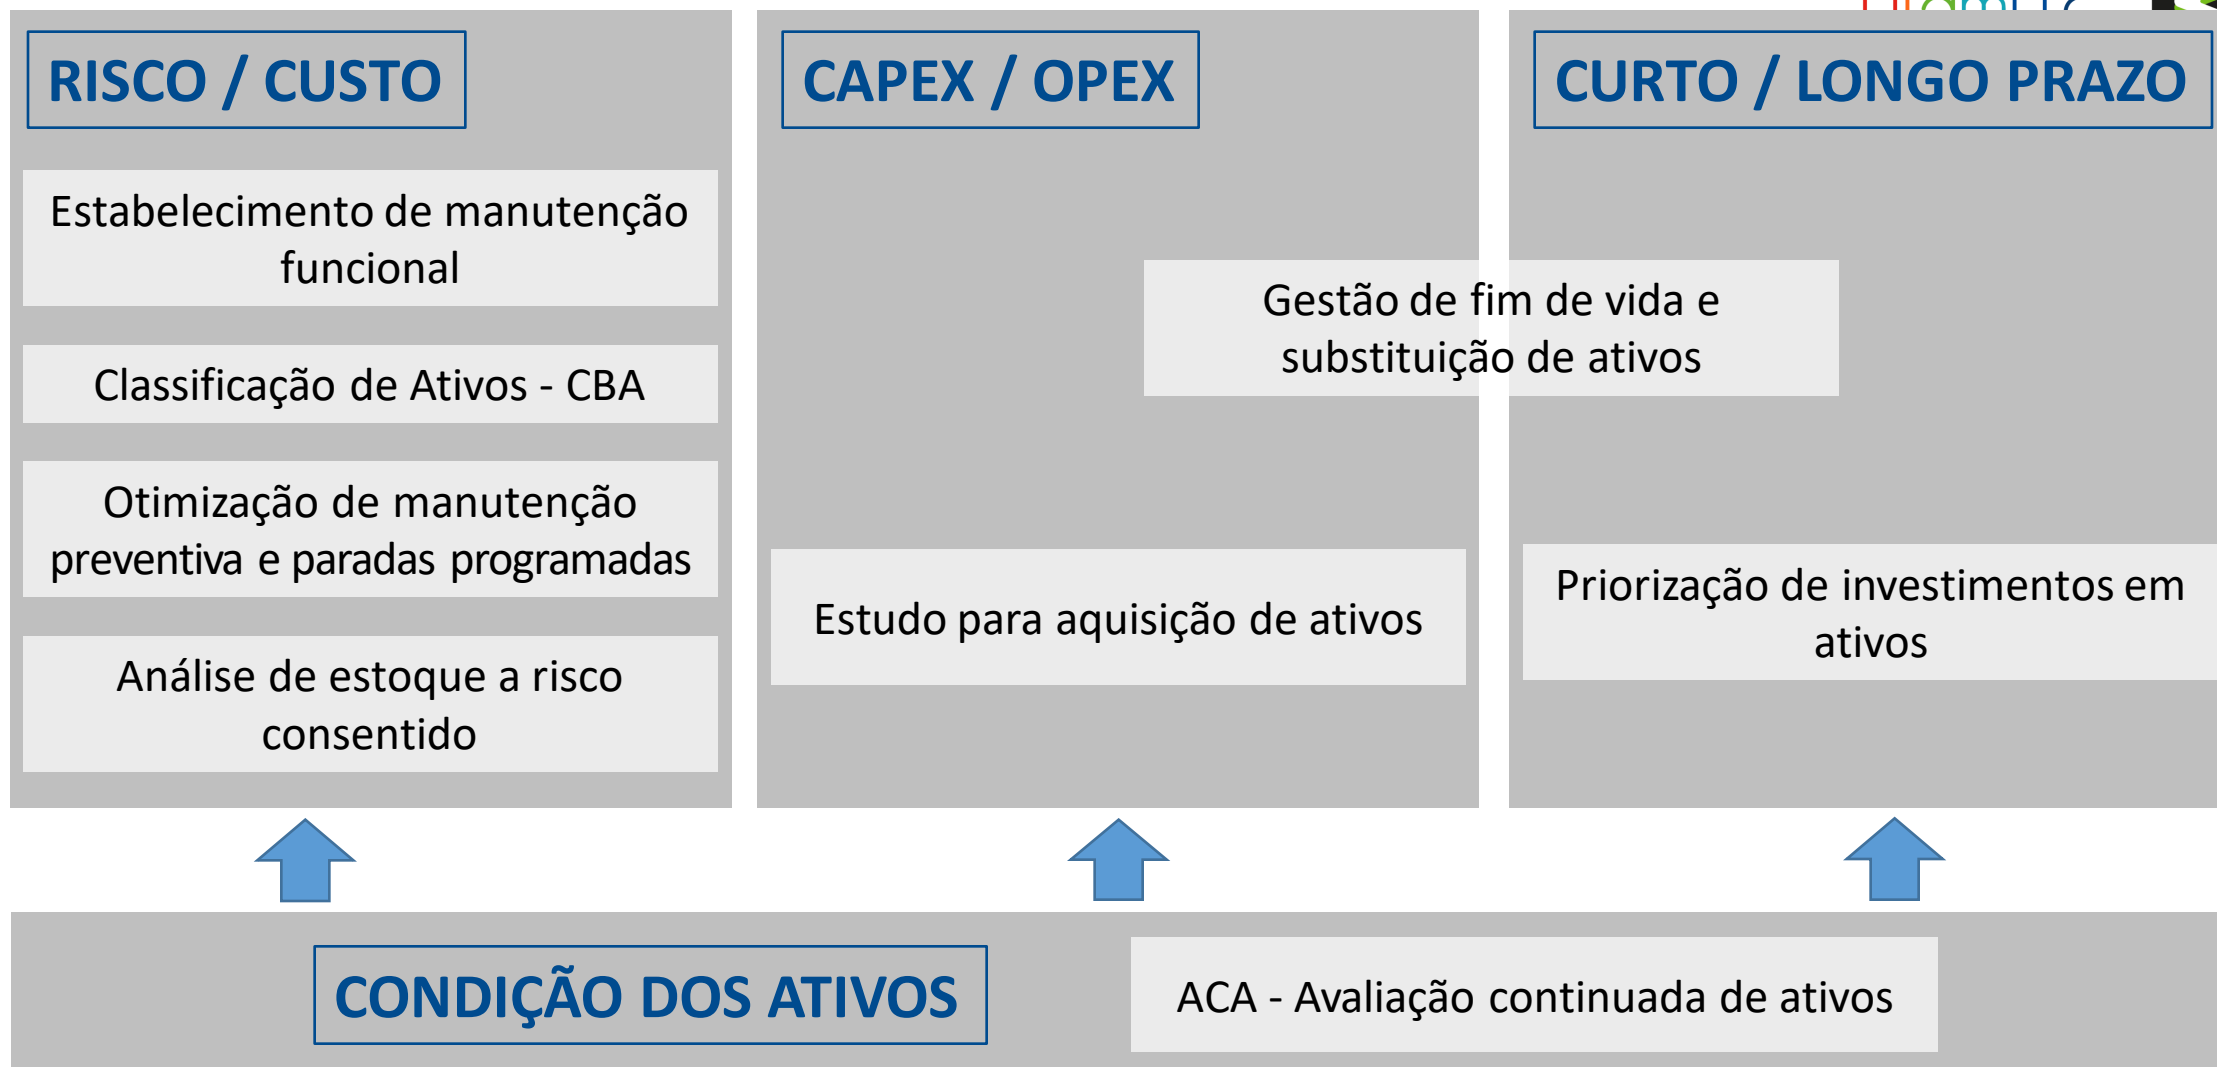 RISCO / CUSTO
Estabelecimento de manutenção
funcional
Classificação de Ativos - CBA
Otimização de manutenção
preventiva e paradas programadas
Análise de estoque a risco
consentido
CAPEX / OPEX
CURTO / LONGO PRAZO
Gestão de fim de vida e
substituição de ativos
Estudo para aquisição de ativos
Priorização de investimentos em
ativos
CONDIÇÃO DOS ATIVOS
ACA - Avaliação continuada de ativos